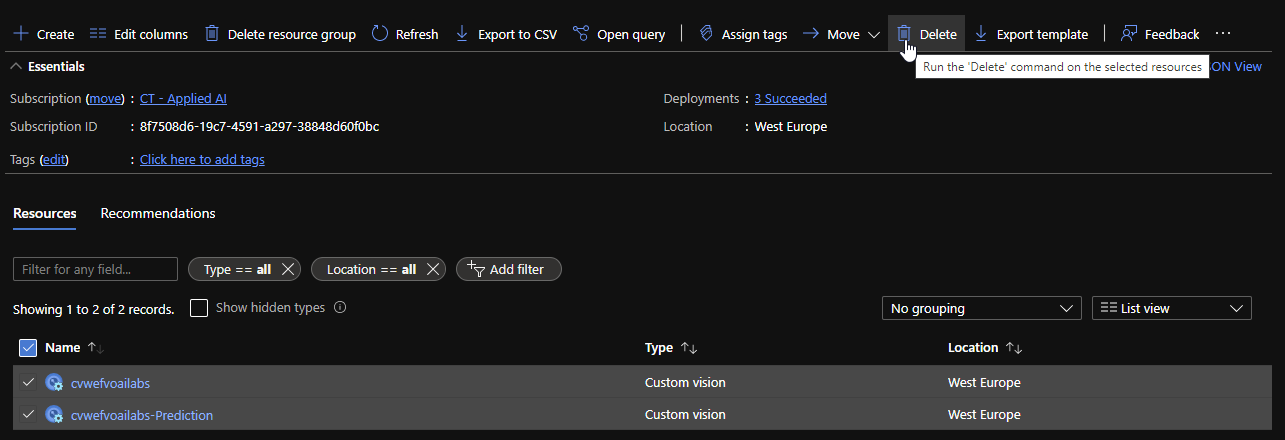 Create Edit columns Delete resource group Refresh Export to CSV Open query Assign tags Move Delete Export template Feedback ...
Run the 'Delete' command on the selected resources
ON View
Essentials
Subscription (move) : CT - Applied AI
Deployments : 3 Succeeded
Subscription ID : 8f7508d6-19c7-4591-a297-38848d60f0bc
Location : West Europe
Tags (edit) : Click here to add tags
Resources Recommendations
Filter for any field... Type == all Location == all Add filter
Showing 1 to 2 of 2 records. Show hidden types No grouping List view
Name Type Location
cvwefvoailabs Custom vision West Europe
cvwefvoailabs-Prediction Custom vision West Europe